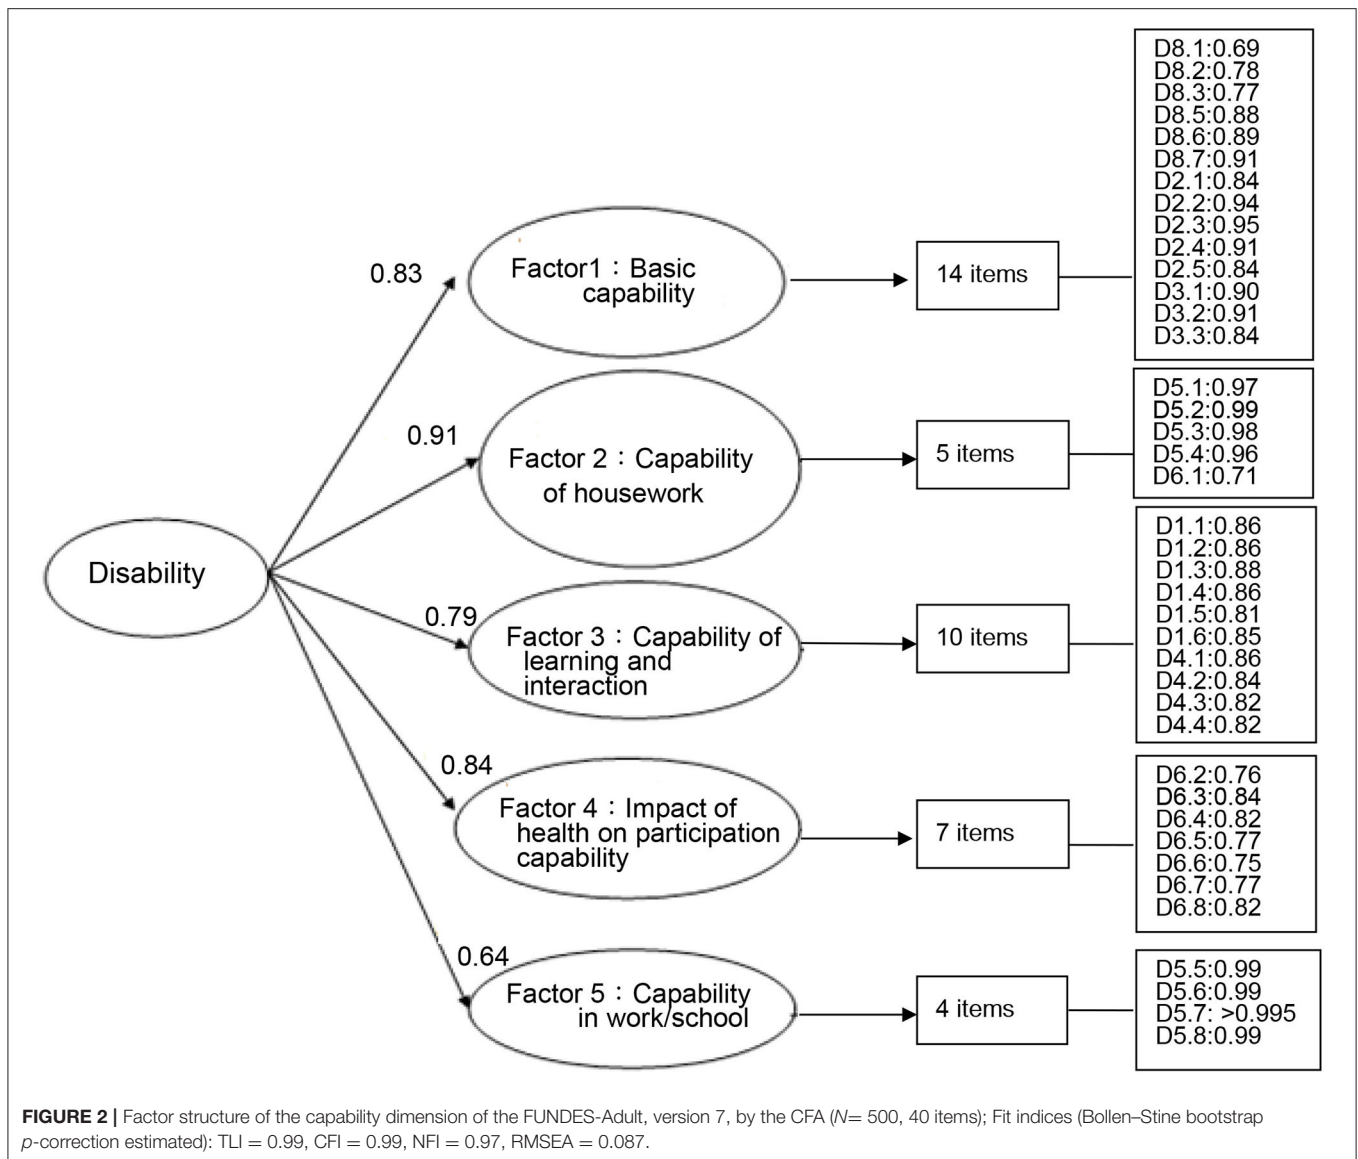 Disability
0.83
Factor1：Basic
capability
14 items
D8.1:0.69
D8.2:0.78
D8.3:0.77
D8.5:0.88
D8.6:0.89
D8.7:0.91
D2.1:0.84
D2.2:0.94
D2.3:0.95
D2.4:0.91
D2.5:0.84
D3.1:0.90
D3.2:0.91
D3.3:0.84
0.91
Factor 2：Capability
of housework
5 items
D5.1:0.97
D5.2:0.99
D5.3:0.98
D5.4:0.96
D6.1:0.71
0.79
Factor 3：Capability of
learning and
interaction
10 items
D1.1:0.86
D1.2:0.86
D1.3:0.88
D1.4:0.86
D1.5:0.81
D1.6:0.85
D4.1:0.86
D4.2:0.84
D4.3:0.82
D4.4:0.82
0.84
Factor 4：Impact of
health on participation
capability
7 items
D6.2:0.76
D6.3:0.84
D6.4:0.82
D6.5:0.77
D6.6:0.75
D6.7:0.77
D6.8:0.82
0.64
Factor 5：Capability
in work/school
4 items
D5.5:0.99
D5.6:0.99
D5.7: >0.995
D5.8:0.99
FIGURE 2 | Factor structure of the capability dimension of the FUNDES-Adult, version 7, by the CFA (N= 500, 40 items); Fit indices (Bollen–Stine bootstrap
p-correction estimated): TLI = 0.99, CFI = 0.99, NFI = 0.97, RMSEA = 0.087.